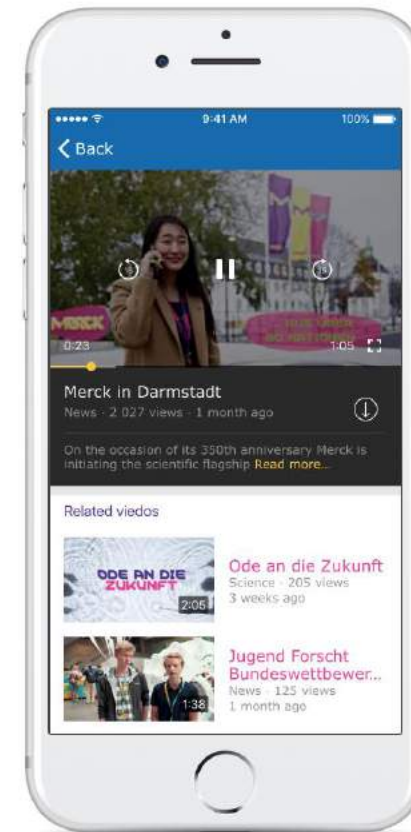 9:41 AM
100%
Back
MERCK
0:23
1:05
Merck in Darmstadt
News - 2 027 views - 1 month ago
On the occasion of its 350th anniversary Merck is
initiating the scientific flagship Read more...
Related viedos
ODE AN DIE
ZUKUNFT
2:05
Ode an die Zukunft
Science - 205 views
3 weeks ago
1:38
Jugend Forscht
Bundeswettbewer...
News - 125 views
1 month ago